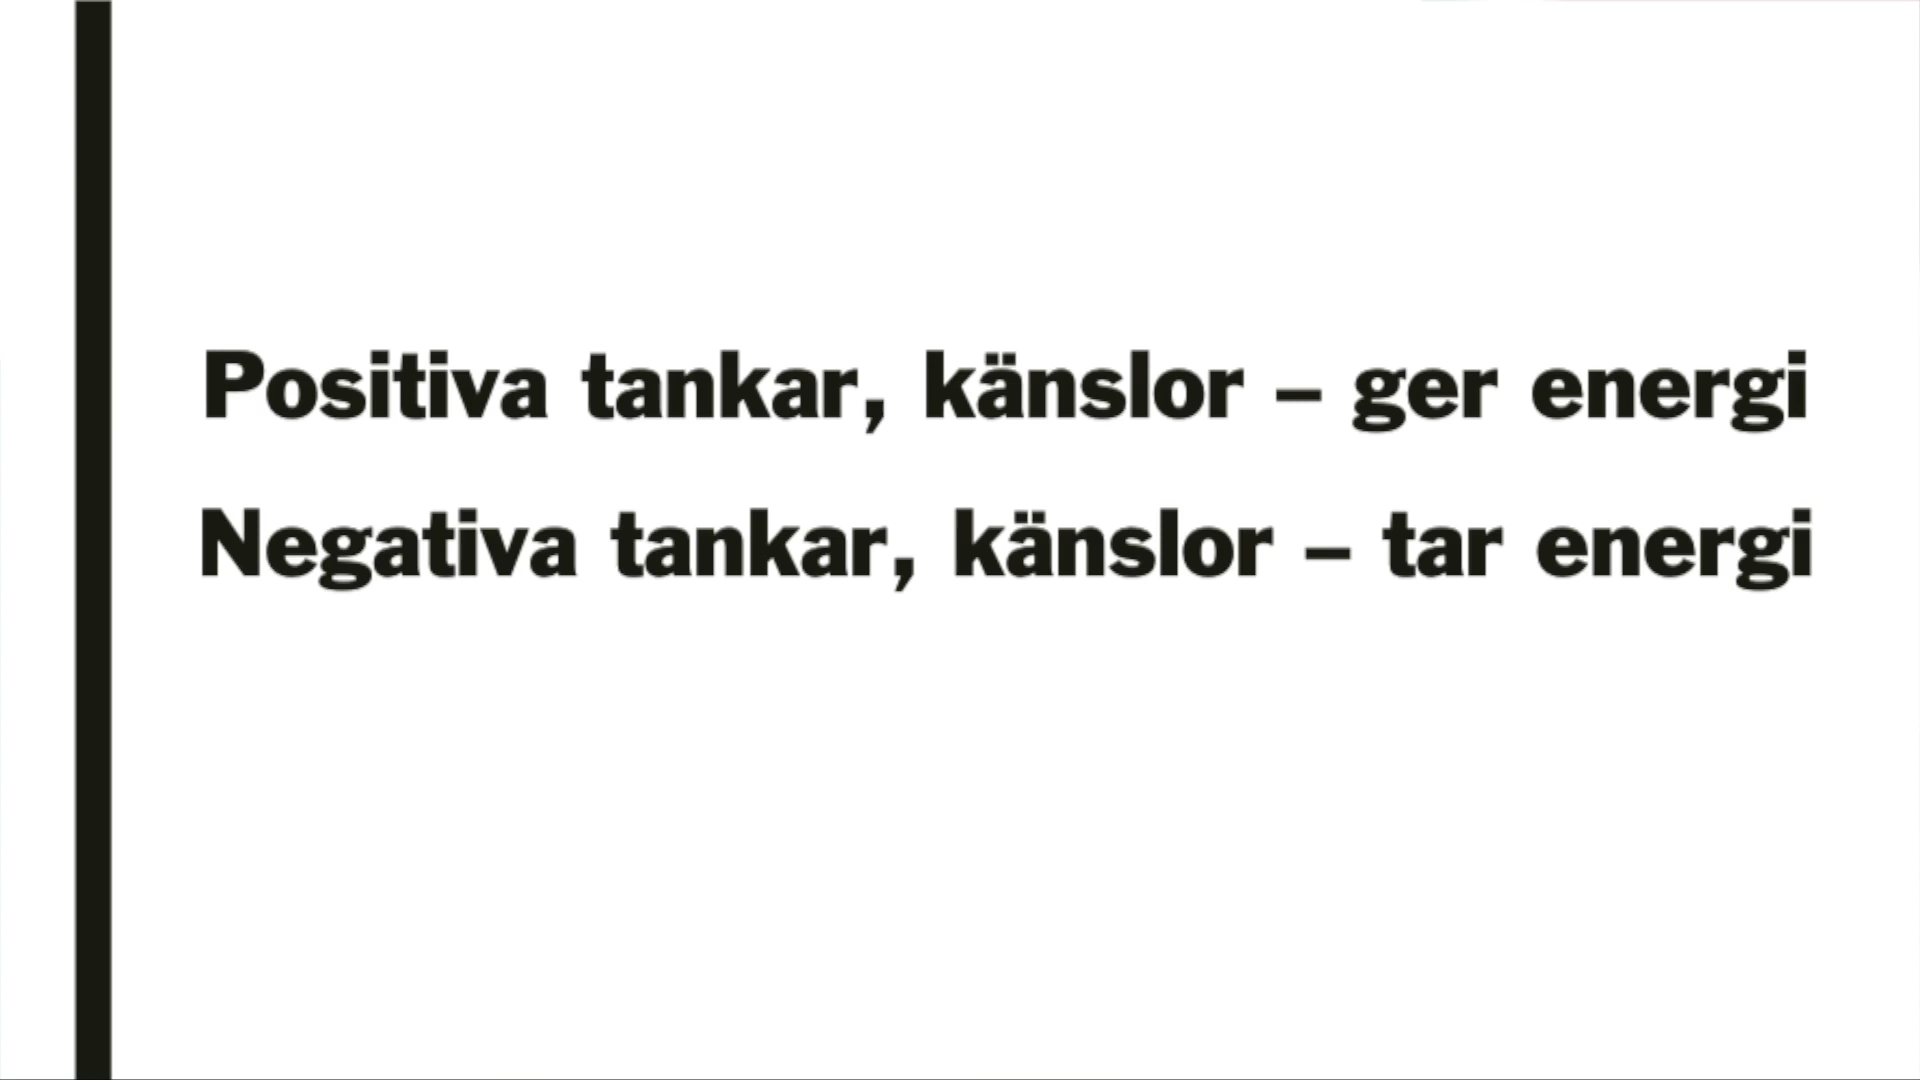 Positiva tankar, känslor – ger energi
Negativa tankar, känslor – tar energi